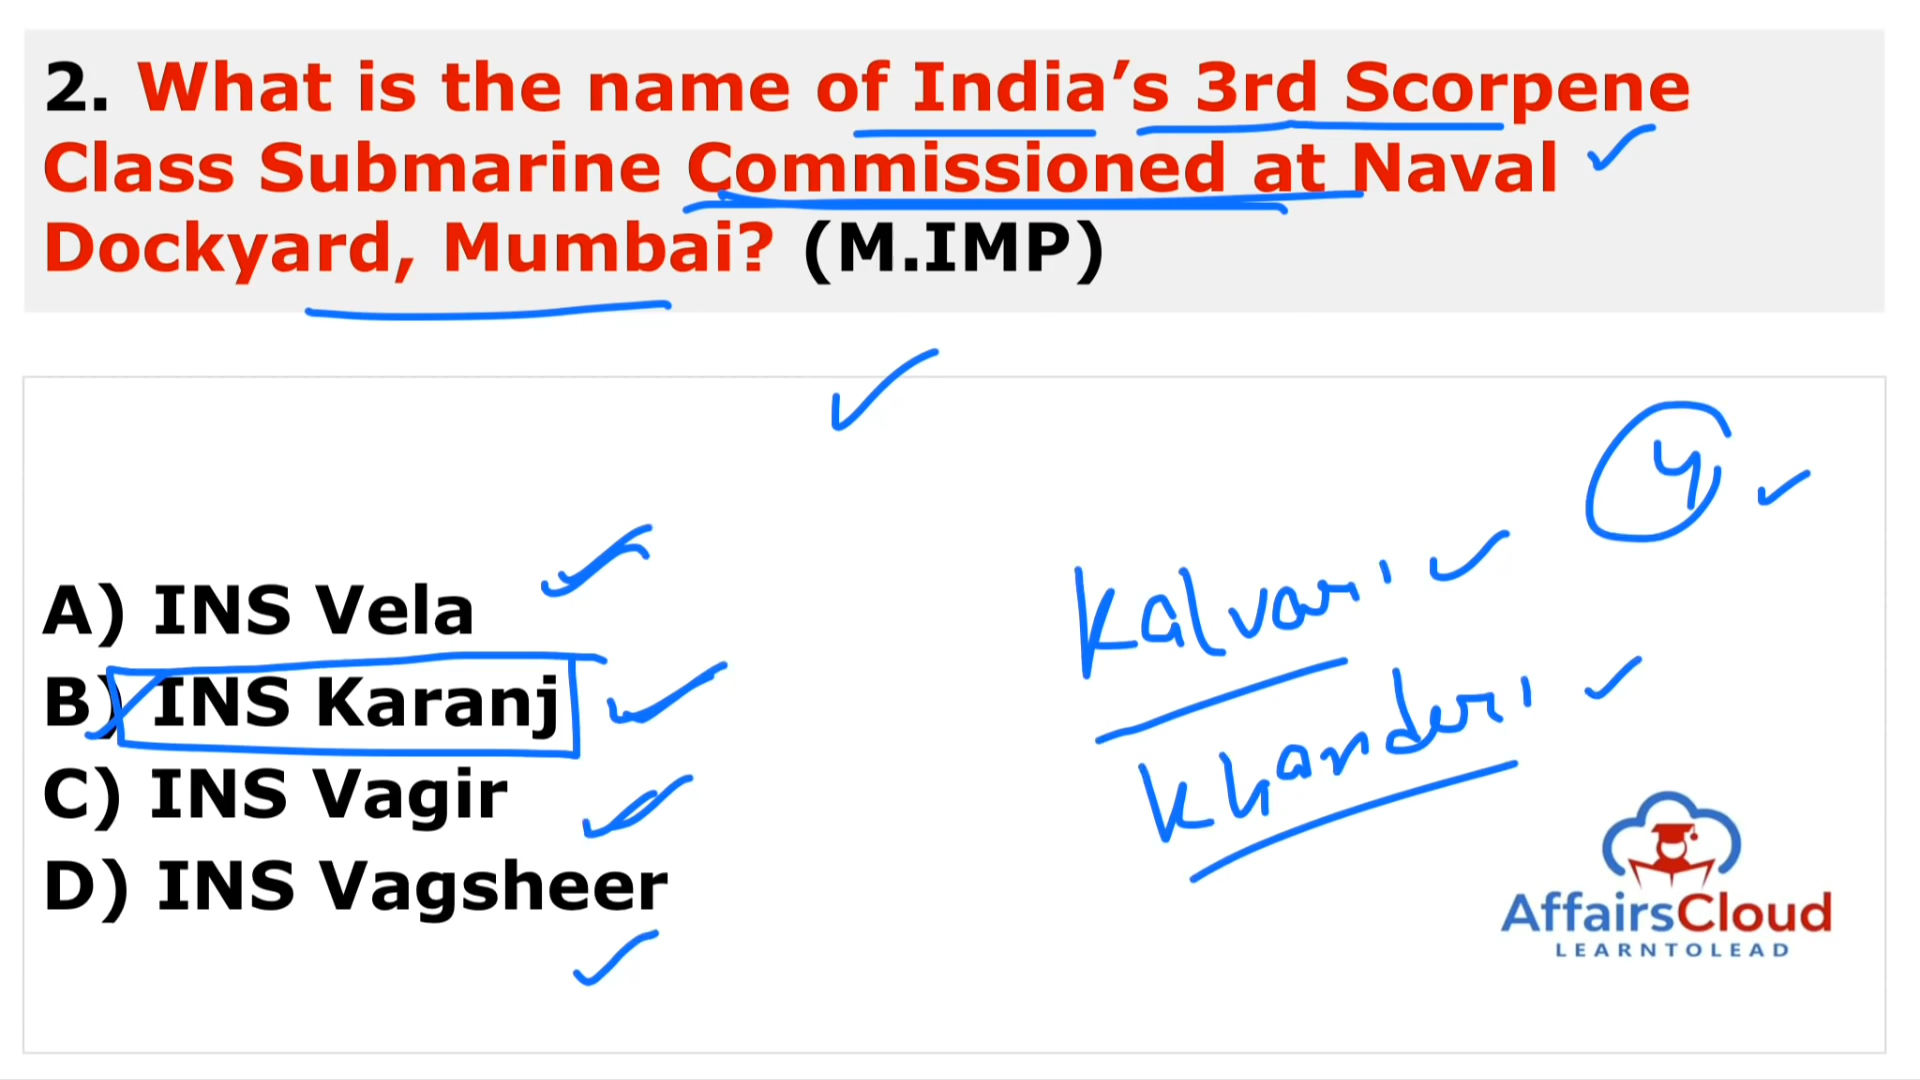 2. What is the name of India’s 3rd Scorpene
Class Submarine Commissioned at Naval
Dockyard, Mumbai? (M.IMP)
4
Kalvari
Khanderi
A) INS Vela
B) INS Karanj
C) INS Vagir
D) INS Vagsheer
AffairsCloud
LEARNTOLEAD